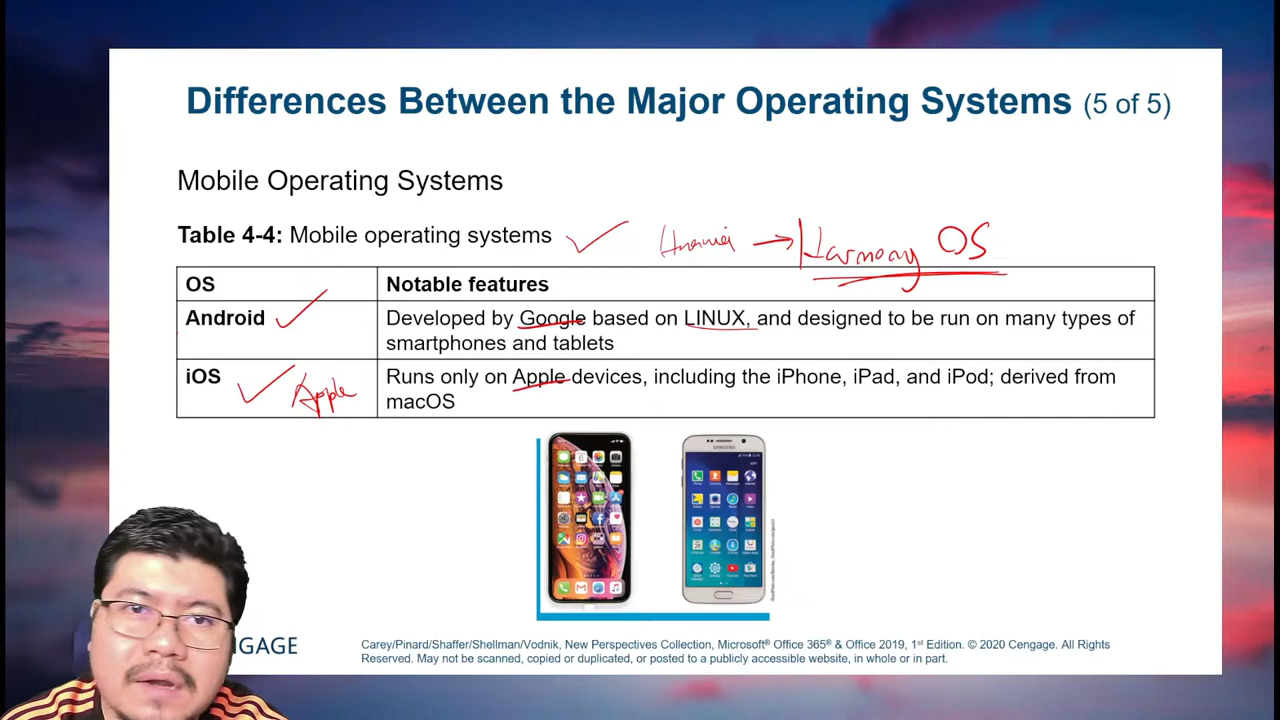 Differences Between the Major Operating Systems (5 of 5)
Mobile Operating Systems
Table 4-4: Mobile operating systems
Harmony OS
OS Notable features
Android Developed by Google based on LINUX, and designed to be run on many types of
smartphones and tablets
iOS Apple Runs only on Apple devices, including the iPhone, iPad, and iPod; derived from
macOS
SAMSUNG
ENGAGE
Carey/Pinard/Shaffer/Shellman/Vodnik, New Perspectives Collection, Microsoft® Office 365® & Office 2019, 1st Edition. © 2020 Cengage. All Rights
Reserved. May not be scanned, copied or duplicated, or posted to a publicly accessible website, in whole or in part.